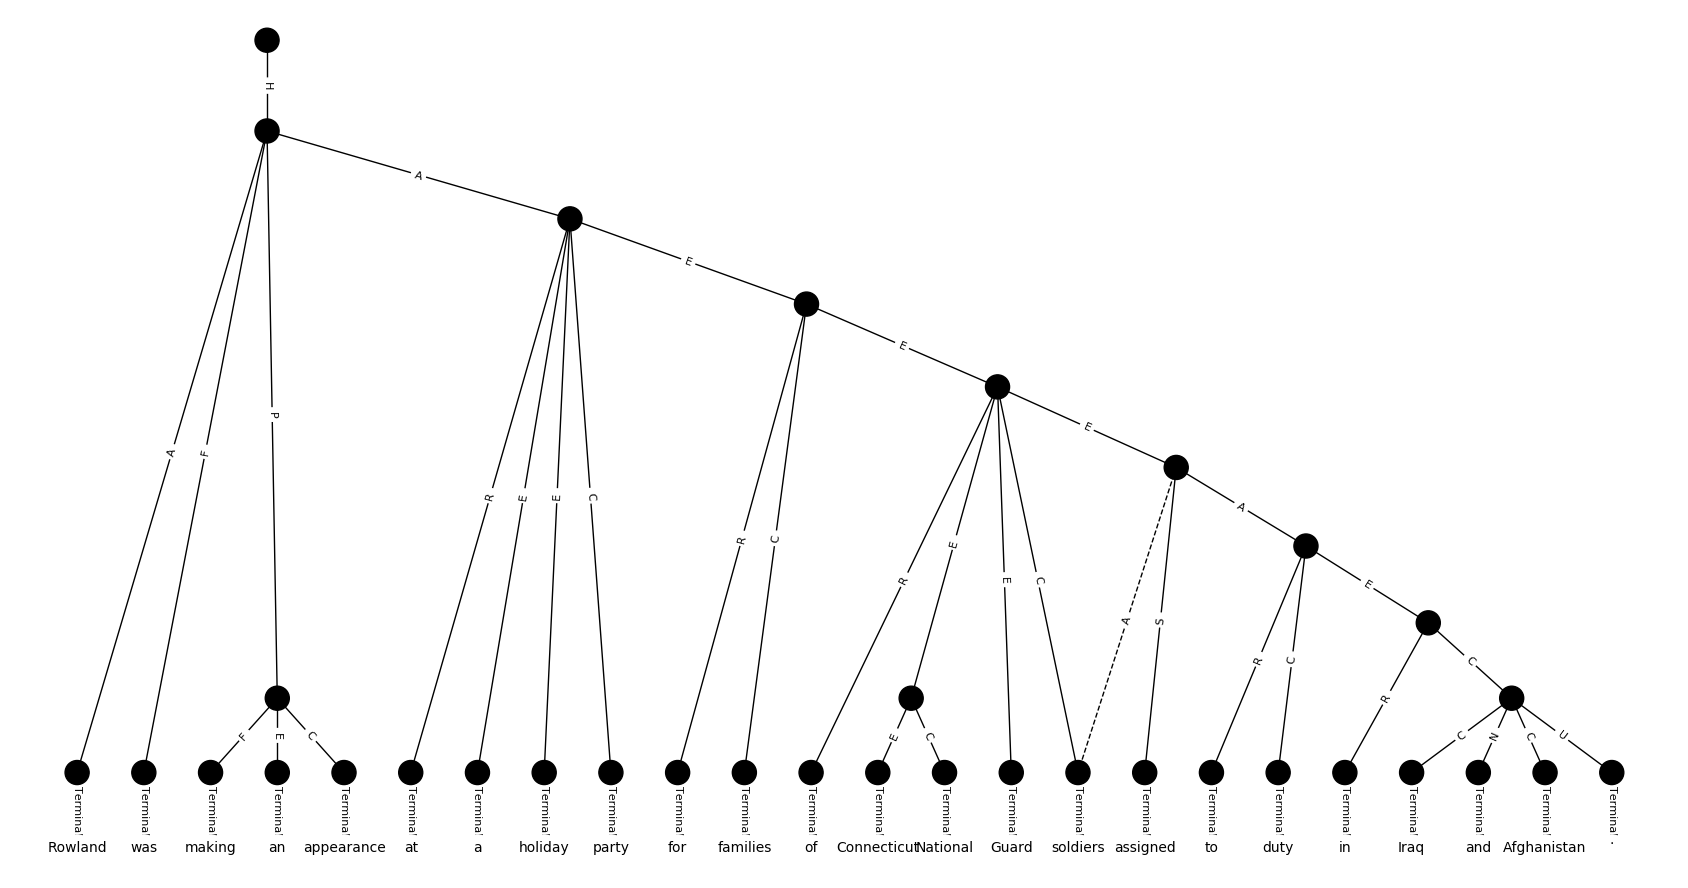 H
A
E
E
E
P
A
F
A
R
E
E
C
R
C
E
R
E
C
A
S
E
R
C
C
R
F
E
C
E
C
C
N
C
U
Terminal Terminal Terminal Terminal Terminal Terminal Terminal Terminal Terminal Terminal Terminal Terminal Terminal Terminal Terminal Terminal Terminal Terminal Terminal Terminal Terminal Terminal Terminal Terminal
Rowland was making an appearance at a holiday party for families of Connecticut National Guard soldiers assigned to duty in Iraq and Afghanistan .